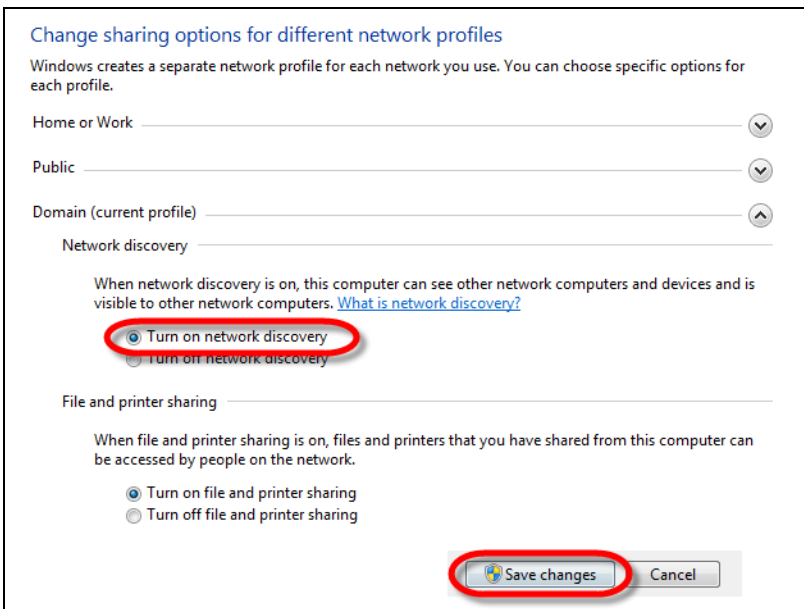 Change sharing options for different network profiles
Windows creates a separate network profile for each network you use. You can choose specific options for
each profile.
Home or Work
Public
Domain (current profile)
Network discovery
When network discovery is on, this computer can see other network computers and devices and is
visible to other network computers. What is network discovery?
Turn on network discovery
Turn off network discovery
File and printer sharing
When file and printer sharing is on, files and printers that you have shared from this computer can
be accessed by people on the network.
Turn on file and printer sharing
Turn off file and printer sharing
Save changes Cancel